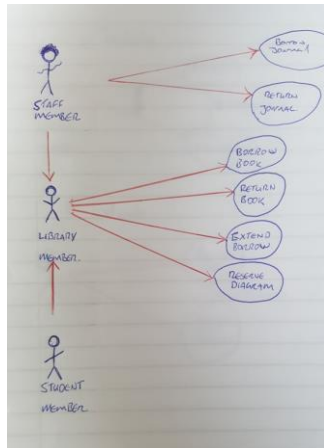 BORROW
JOURNAL
RETURN
JOURNAL
STAFF
MEMBER
BORROW
BOOK
RETURN
BOOK
LIBRARY
MEMBER.
EXTEND
BORROW
RESERVE
DIAGRAM
STUDENT
MEMBER.